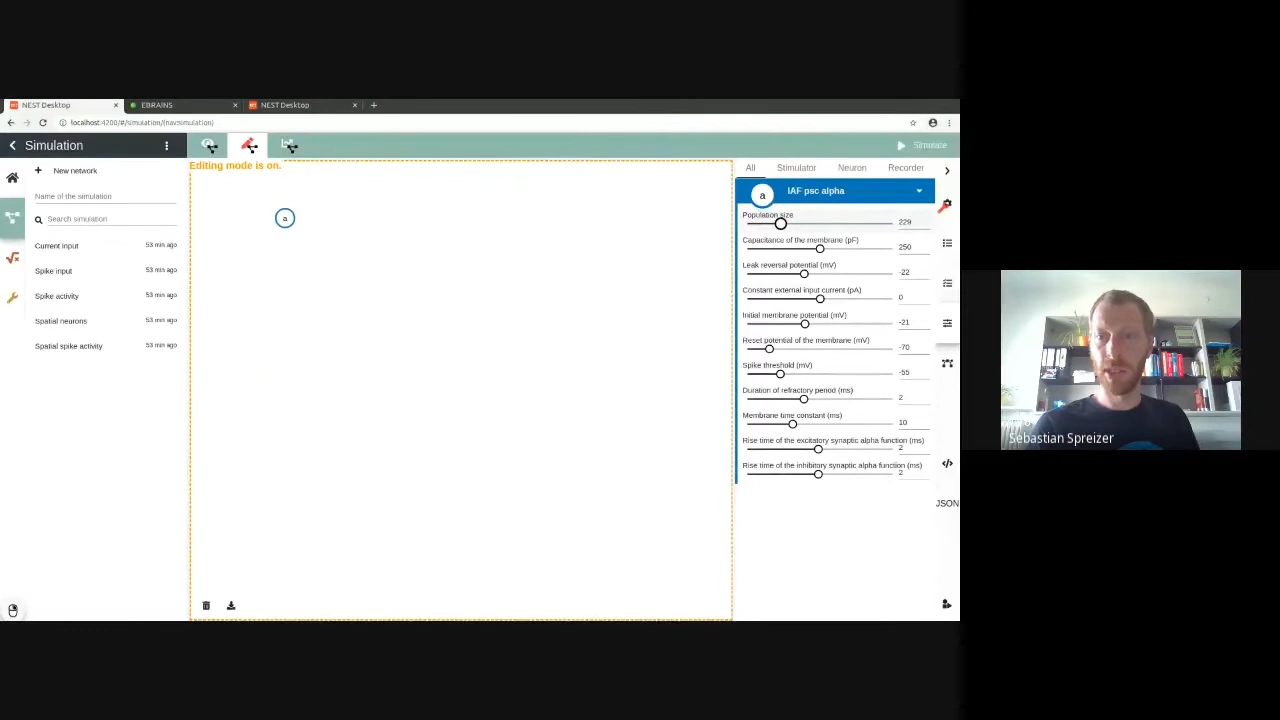 NEST Desktop
EBRAINS
NEST Desktop
localhost:4200/#/simulation/(nav:simulation)
Simulation
Simulate
New network
Name of the simulation
Search simulation
Current input 53 min ago
Spike input 53 min ago
Spike activity 53 min ago
Spatial neurons 53 min ago
Spatial spike activity 53 min ago
Editing mode is on.
a
All Stimulator Neuron Recorder
a IAF psc alpha
Population size 229
Capacitance of the membrane (pF) 250
Leak reversal potential (mV) -22
Constant external input current (pA) 0
Initial membrane potential (mV) -21
Reset potential of the membrane (mV) -70
Spike threshold (mV) -55
Duration of refractory period (ms) 2
Membrane time constant (ms) 10
Rise time of the excitatory synaptic alpha function (ms) 2
Rise time of the inhibitory synaptic alpha function (ms) 2
JSON
Sebastian Spreizer